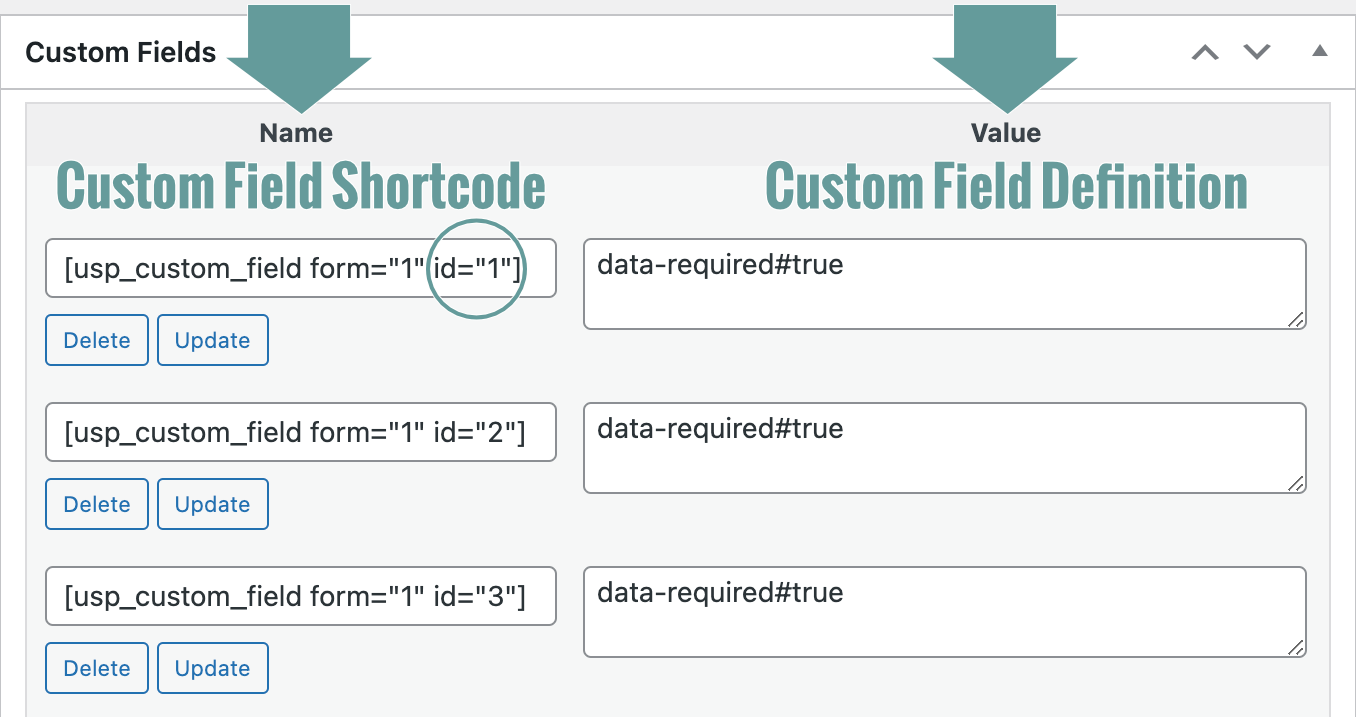 Custom Fields
Name Value
Custom Field Shortcode Custom Field Definition
[usp_custom_field form="1" id="1"] data-required#true
Delete Update
[usp_custom_field form="1" id="2"] data-required#true
Delete Update
[usp_custom_field form="1" id="3"] data-required#true
Delete Update